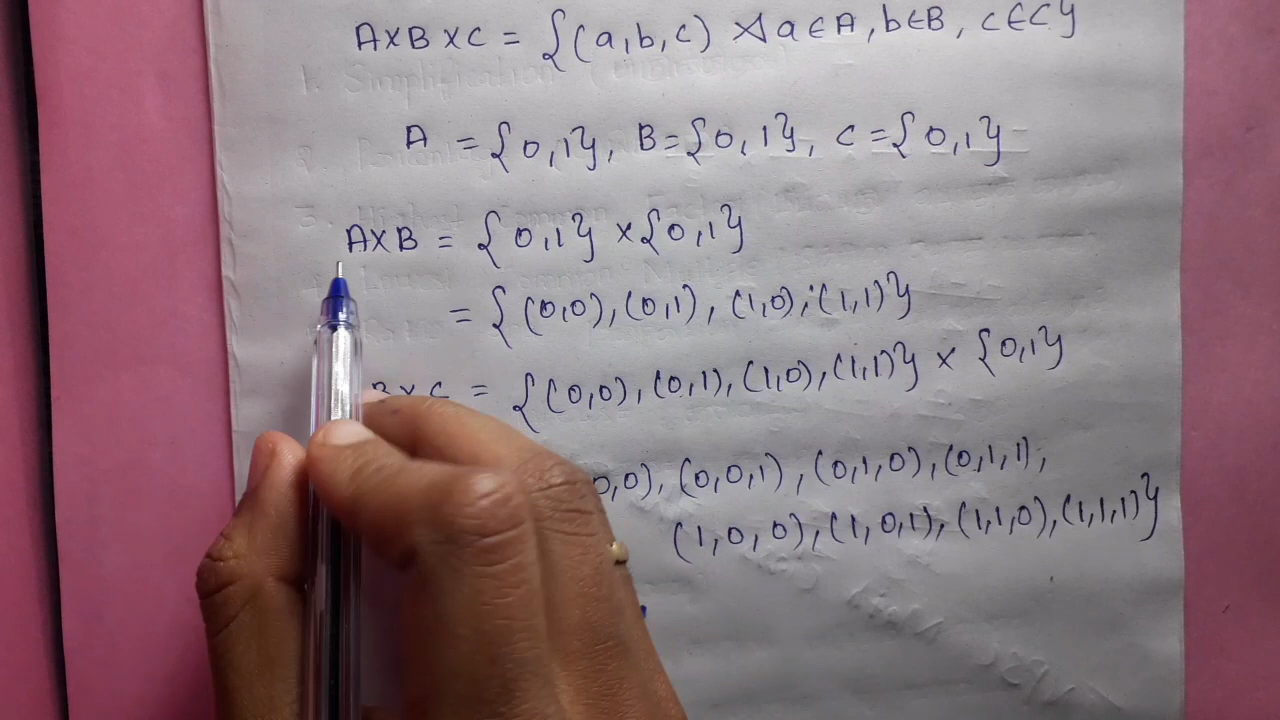 A×B×C = {(a,b,c) ∀ a∈A, b∈B, c∈C}
A = {0,1}, B={0,1}, C={0,1}
A×B = {0,1} ×{0,1}
= {(0,0),(0,1),(1,0),(1,1)}
B×C = {(0,0),(0,1),(1,0),(1,1)} × {0,1}
0,0),(0,0,1),(0,1,0),(0,1,1),
(1,0,0),(1,0,1),(1,1,0),(1,1,1)}